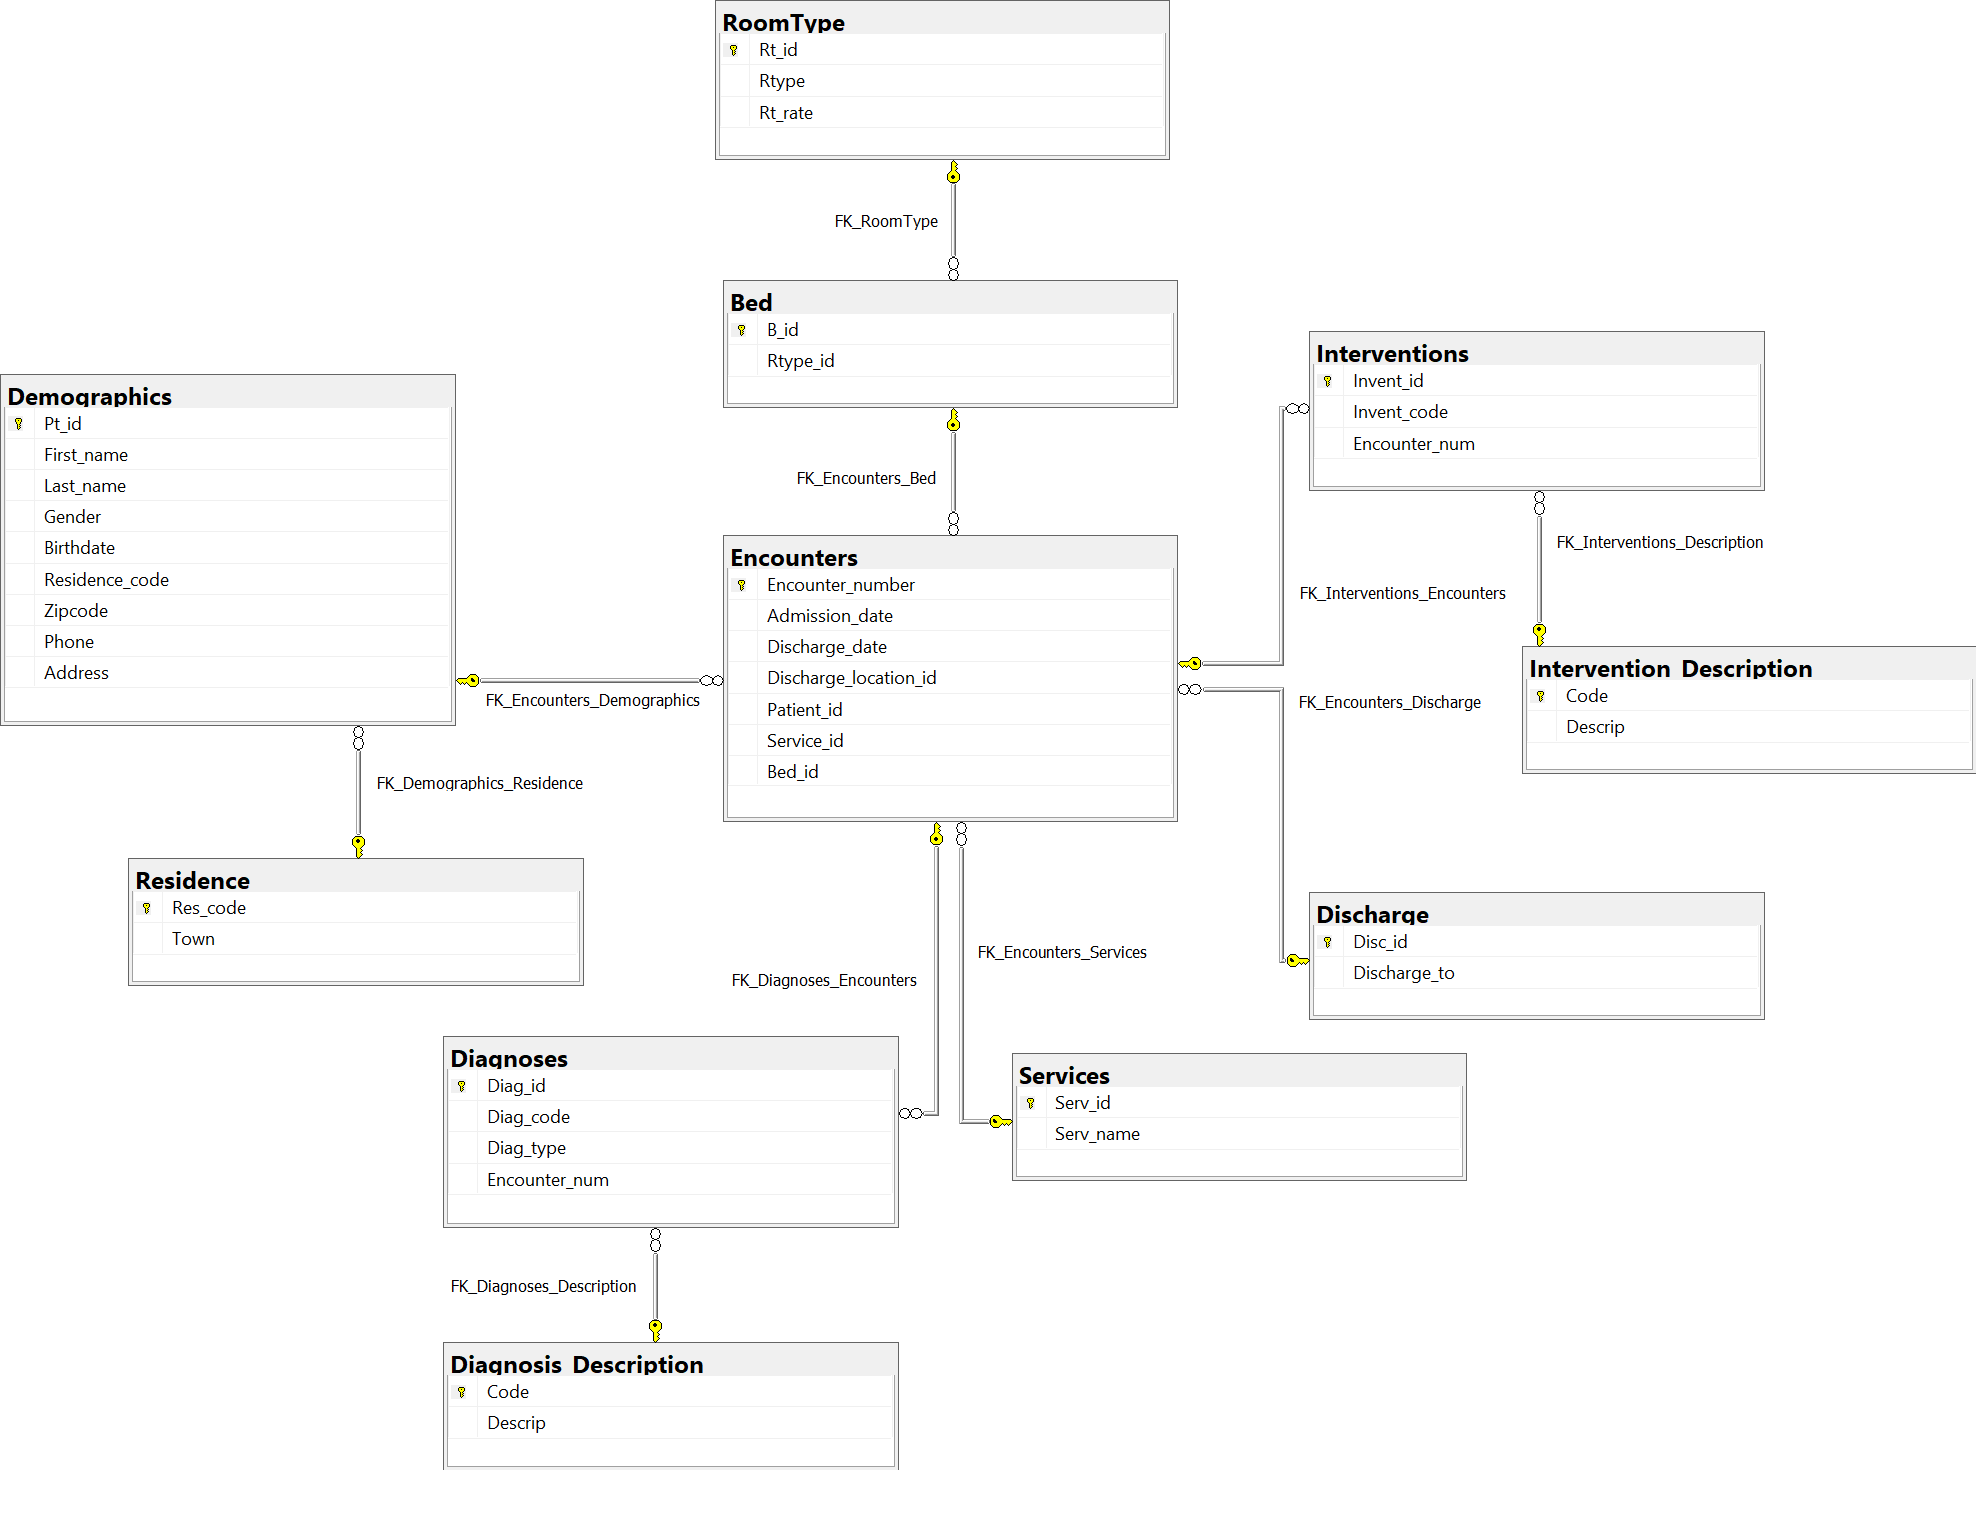 RoomType
Rt_id
Rtype
Rt_rate
FK_RoomType
Bed
B_id
Rtype_id
FK_Encounters_Bed
Demographics
Pt_id
First_name
Last_name
Gender
Birthdate
Residence_code
Zipcode
Phone
Address
FK_Encounters_Demographics
FK_Demographics_Residence
Residence
Res_code
Town
Encounters
Encounter_number
Admission_date
Discharge_date
Discharge_location_id
Patient_id
Service_id
Bed_id
Interventions
Invent_id
Invent_code
Encounter_num
FK_Interventions_Description
FK_Interventions_Encounters
Intervention_Description
Code
Descrip
FK_Encounters_Discharge
Discharge
Disc_id
Discharge_to
FK_Encounters_Services
FK_Diagnoses_Encounters
Services
Serv_id
Serv_name
Diagnoses
Diag_id
Diag_code
Diag_type
Encounter_num
FK_Diagnoses_Description
Diagnosis_Description
Code
Descrip